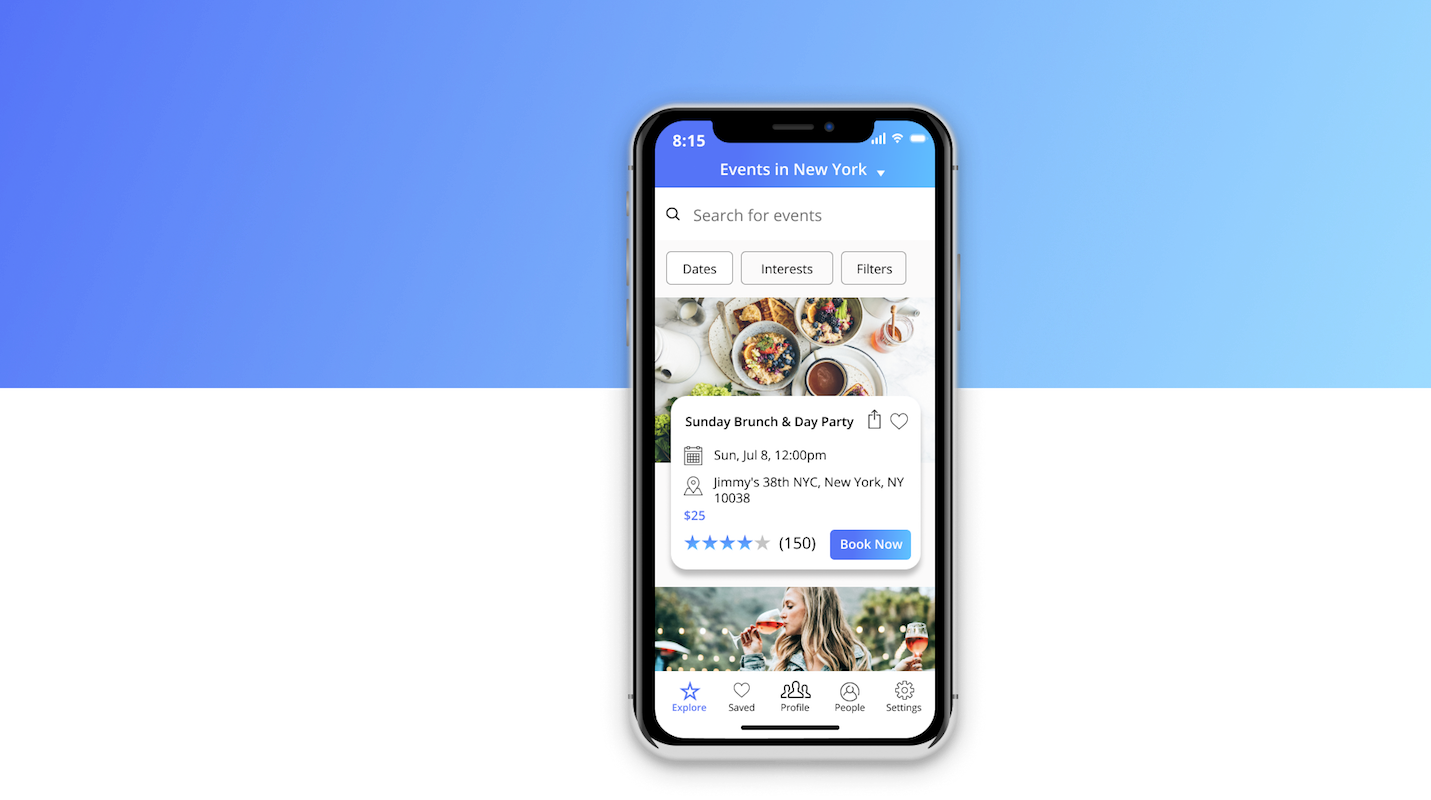 8:15
Events in New York
Search for events
Dates Interests Filters
Sunday Brunch & Day Party
Sun, Jul 8, 12:00pm
Jimmy's 38th NYC, New York, NY
10038
$25
(150) Book Now
Explore Saved Profile People Settings